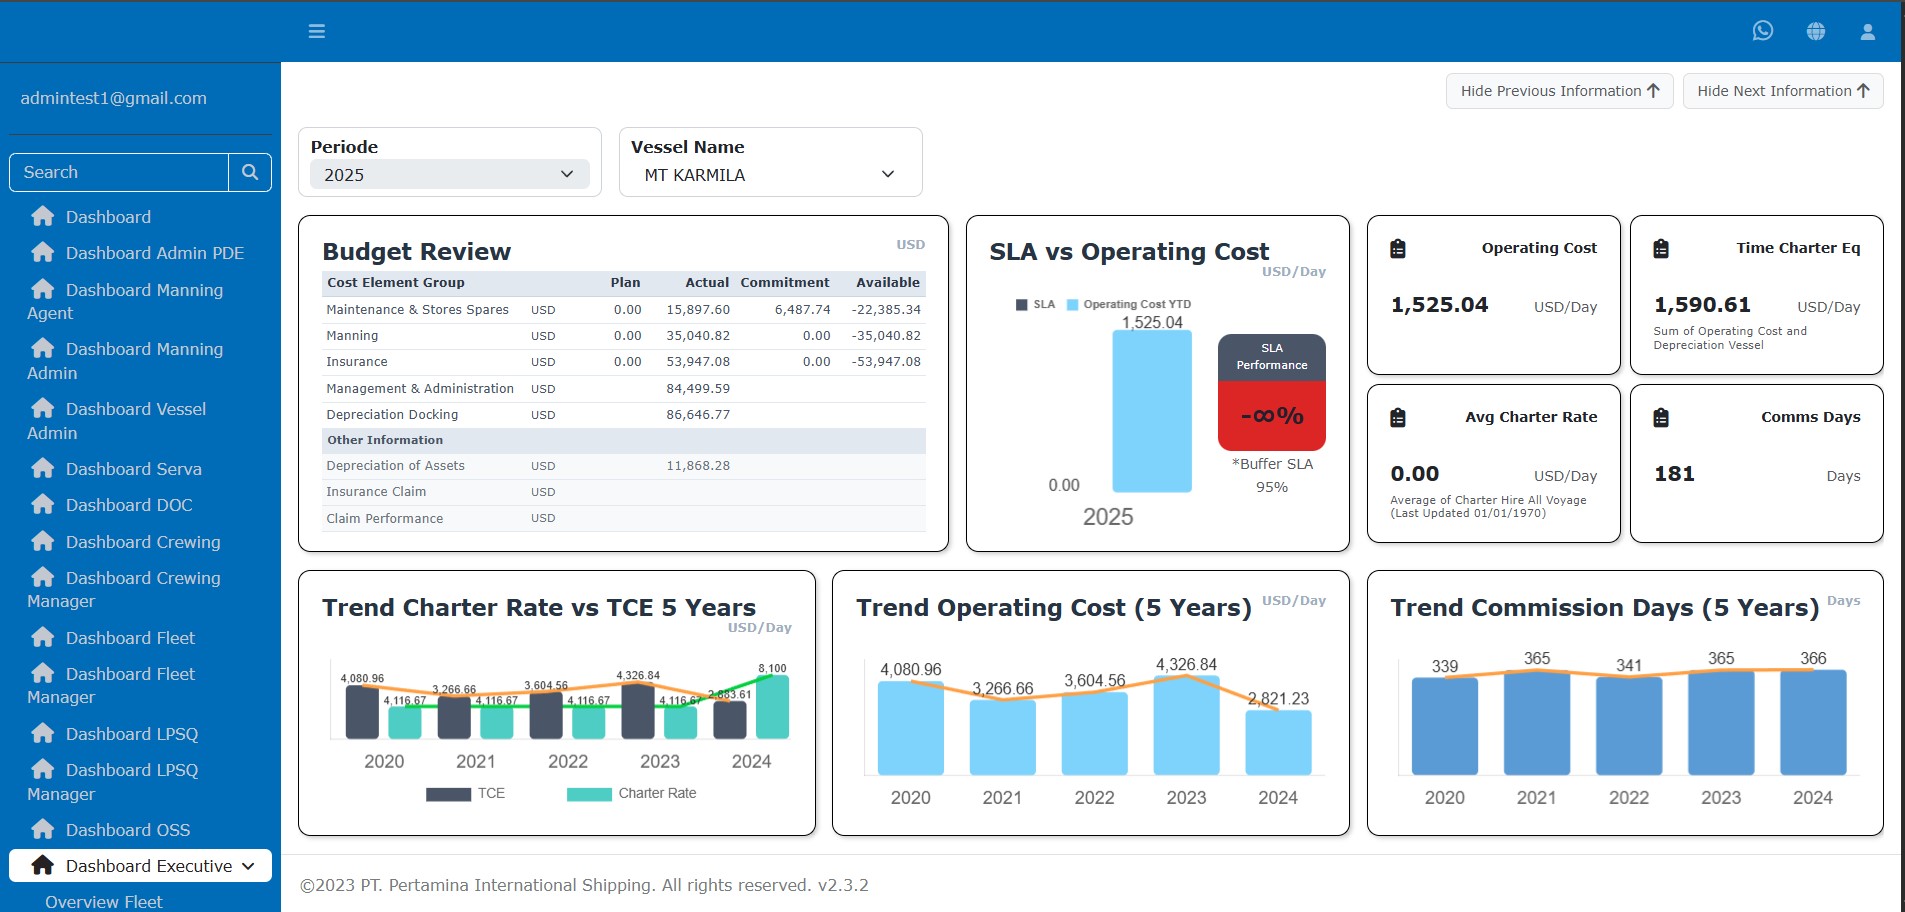 admintest1@gmail.com
Search
Dashboard
Dashboard Admin PDE
Dashboard Manning
Agent
Dashboard Manning
Admin
Dashboard Vessel
Admin
Dashboard Serva
Dashboard DOC
Dashboard Crewing
Dashboard Crewing
Manager
Dashboard Fleet
Dashboard Fleet
Manager
Dashboard LPSQ
Dashboard LPSQ
Manager
Dashboard OSS
Dashboard Executive
Overview Fleet
Hide Previous Information
Hide Next Information
Periode
2025
Vessel Name
MT KARMILA
Budget Review
USD
Cost Element Group Plan Actual Commitment Available
Maintenance & Stores Spares USD 0.00 15,897.60 6,487.74 -22,385.34
Manning USD 0.00 35,040.82 0.00 -35,040.82
Insurance USD 0.00 53,947.08 0.00 -53,947.08
Management & Administration USD 84,499.59
Depreciation Docking USD 86,646.77
Other Information
Depreciation of Assets USD 11,868.28
Insurance Claim USD
Claim Performance USD
SLA vs Operating Cost
USD/Day
SLA Operating Cost YTD
1,525.04
0.00
2025
SLA
Performance
-∞%
*Buffer SLA
95%
Operating Cost
1,525.04 USD/Day
Time Charter Eq
1,590.61 USD/Day
Sum of Operating Cost and
Depreciation Vessel
Avg Charter Rate
0.00 USD/Day
Average of Charter Hire All Voyage
(Last Updated 01/01/1970)
Comms Days
181 Days
Trend Charter Rate vs TCE 5 Years
USD/Day
4,080.96 3,266.66 3,604.56 4,326.84 2,883.61
4,116.67 4,116.67 4,116.67 4,116.67 8,100
2020 2021 2022 2023 2024
TCE Charter Rate
Trend Operating Cost (5 Years) USD/Day
4,080.96 3,266.66 3,604.56 4,326.84 2,821.23
2020 2021 2022 2023 2024
Trend Commission Days (5 Years) Days
339 365 341 365 366
2020 2021 2022 2023 2024
©2023 PT. Pertamina International Shipping. All rights reserved. v2.3.2